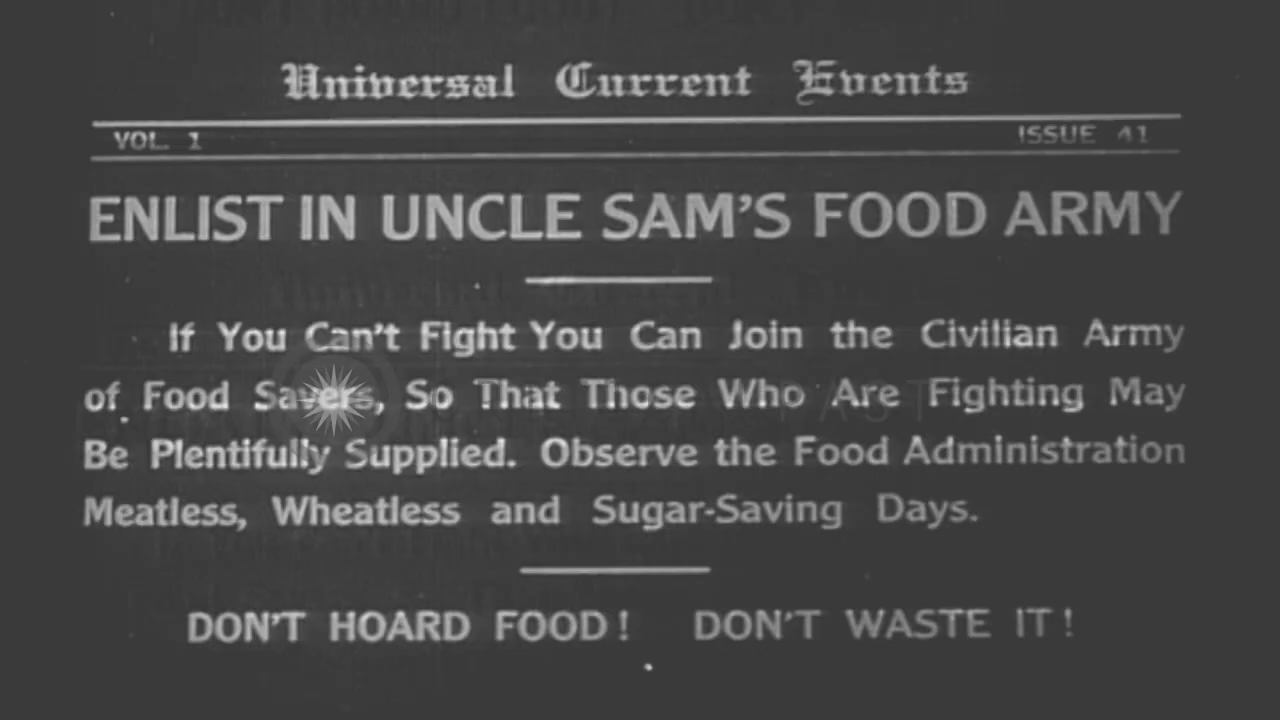 Universal Current Events
VOL. 1 ISSUE 41
ENLIST IN UNCLE SAM'S FOOD ARMY
If You Can't Fight You Can Join the Civilian Army
of Food Savers, So That Those Who Are Fighting May
Be Plentifully Supplied. Observe the Food Administration
Meatless, Wheatless and Sugar-Saving Days.
DON'T HOARD FOOD! DON'T WASTE IT!